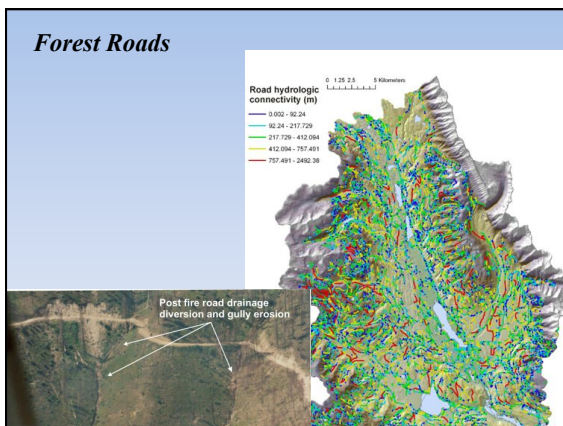 Forest Roads
0 1.25 2.5 5 Kilometers
Road hydrologic
connectivity (m)
0.002 - 92.24
92.24 - 217.729
217.729 - 412.094
412.094 - 757.491
757.491 - 2492.38
Post fire road drainage
diversion and gully erosion